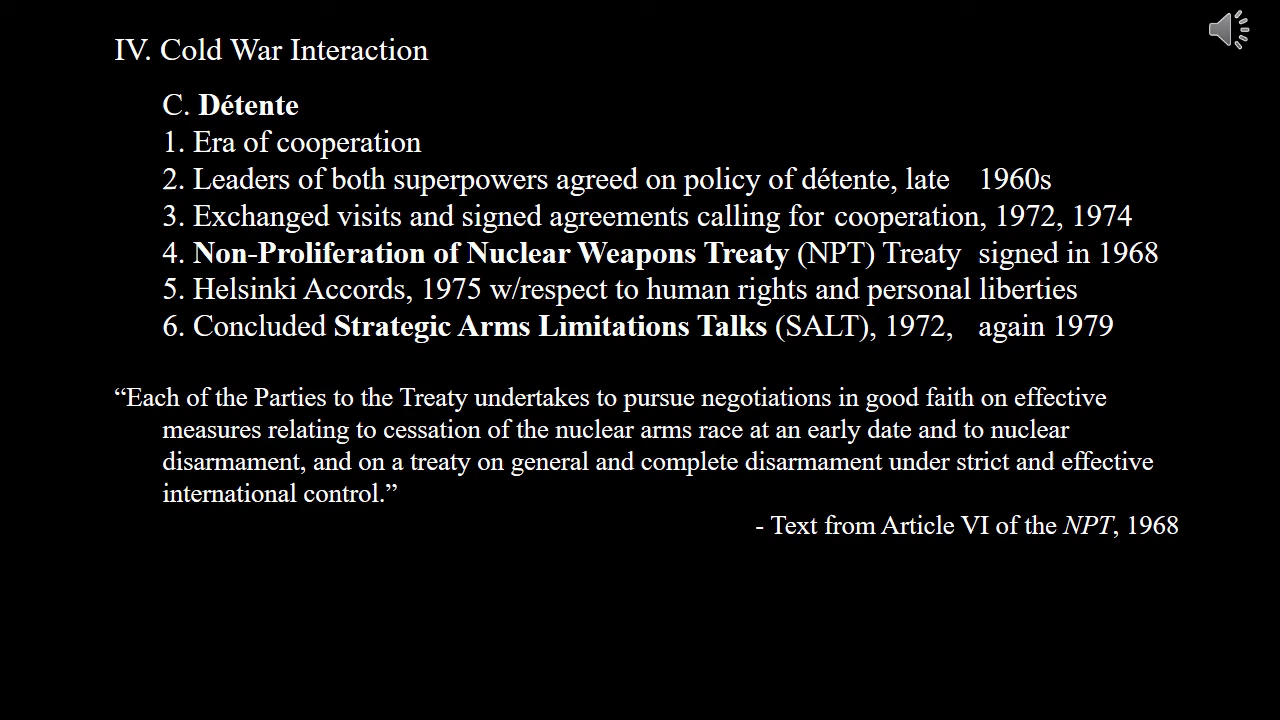 IV. Cold War Interaction
C. Détente
1. Era of cooperation
2. Leaders of both superpowers agreed on policy of détente, late 1960s
3. Exchanged visits and signed agreements calling for cooperation, 1972, 1974
4. Non-Proliferation of Nuclear Weapons Treaty (NPT) Treaty signed in 1968
5. Helsinki Accords, 1975 w/respect to human rights and personal liberties
6. Concluded Strategic Arms Limitations Talks (SALT), 1972, again 1979
“Each of the Parties to the Treaty undertakes to pursue negotiations in good faith on effective
measures relating to cessation of the nuclear arms race at an early date and to nuclear
disarmament, and on a treaty on general and complete disarmament under strict and effective
international control.”
- Text from Article VI of the NPT, 1968